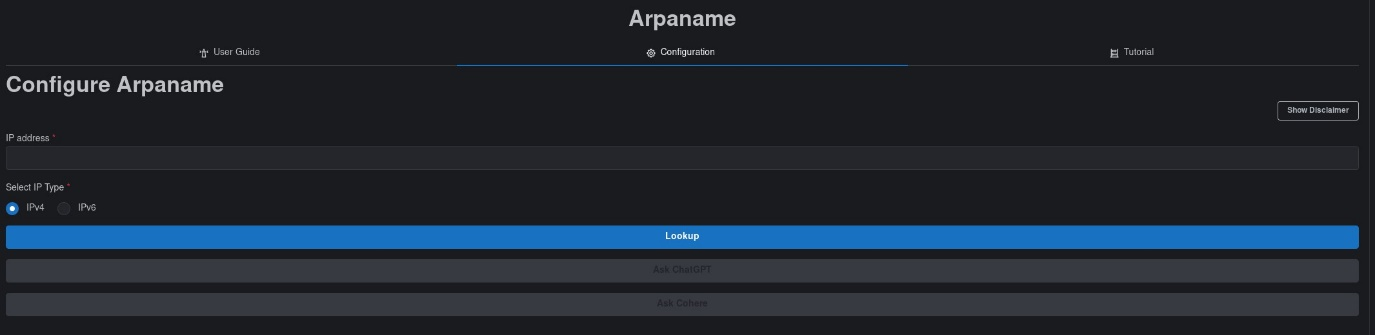 Arpaname
User Guide Configuration Tutorial
Configure Arpaname
Show Disclaimer
IP address *
Select IP Type *
IPv4 IPv6
Lookup
Ask ChatGPT
Ask Cohere